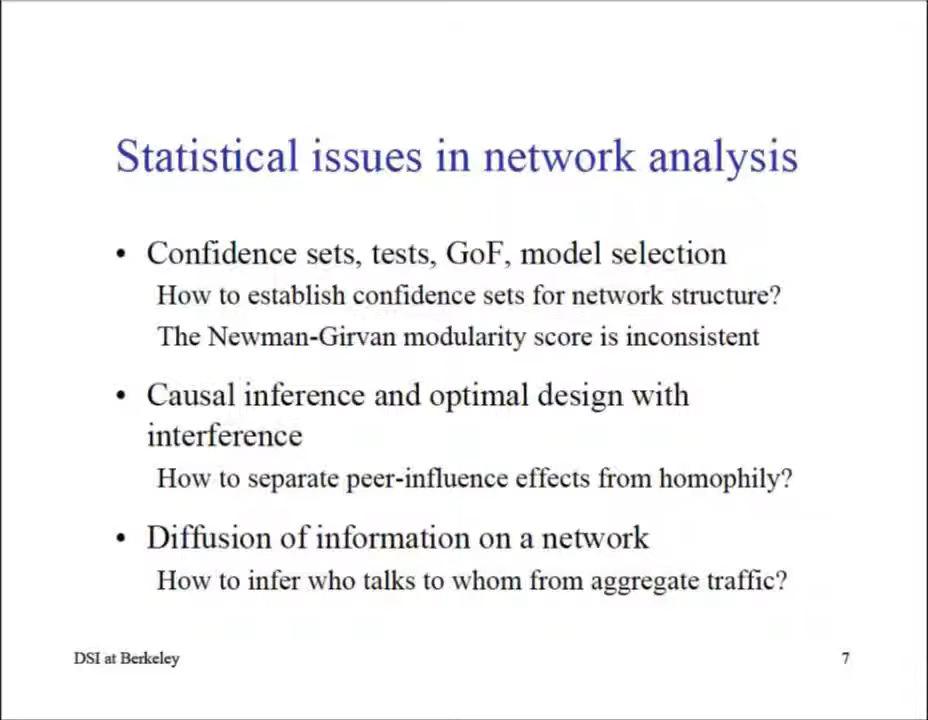 Statistical issues in network analysis
• Confidence sets, tests, GoF, model selection
How to establish confidence sets for network structure?
The Newman-Girvan modularity score is inconsistent
• Causal inference and optimal design with
interference
How to separate peer-influence effects from homophily?
• Diffusion of information on a network
How to infer who talks to whom from aggregate traffic?
DSI at Berkeley
7